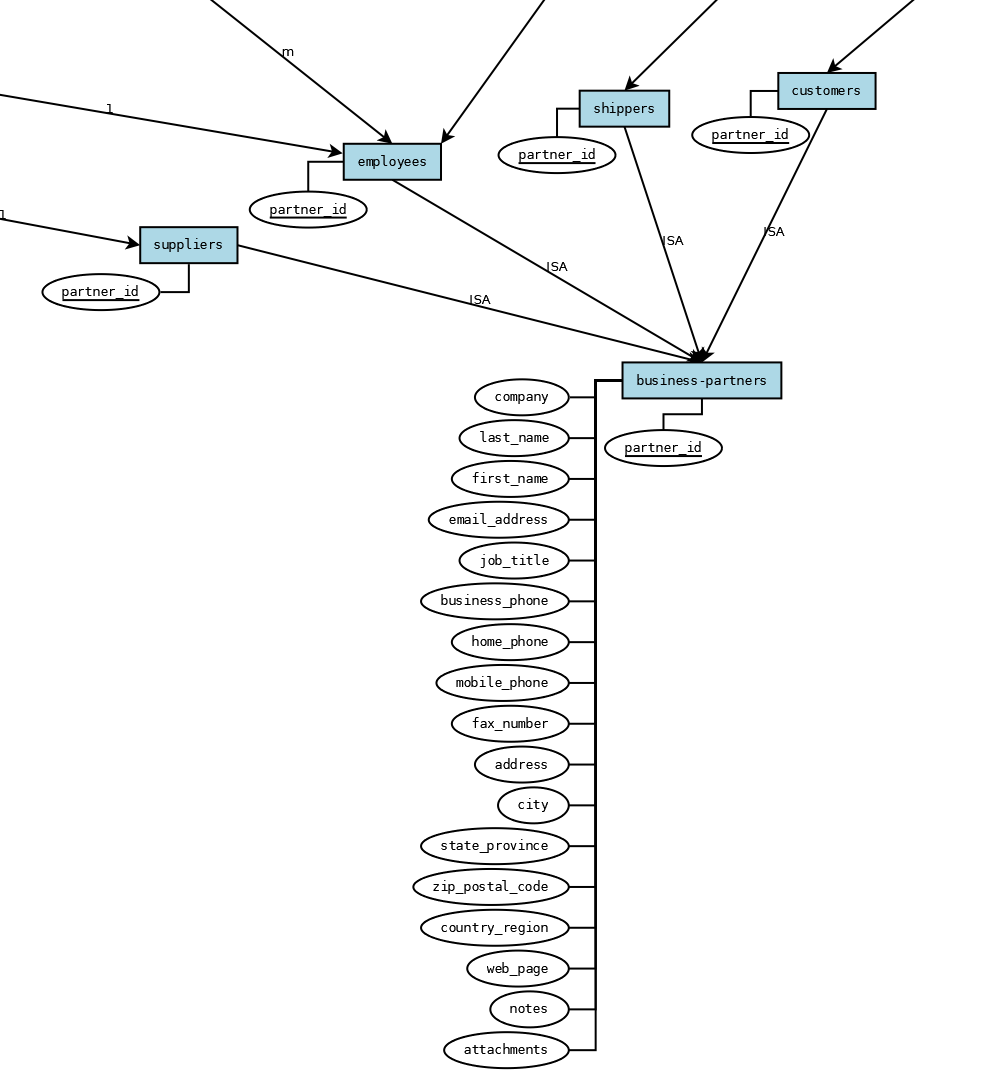 m
1
customers
shippers
partner_id
partner_id
employees
partner_id
1
suppliers
partner_id
ISA
ISA
ISA
ISA
business-partners
partner_id
company
last_name
first_name
email_address
job_title
business_phone
home_phone
mobile_phone
fax_number
address
city
state_province
zip_postal_code
country_region
web_page
notes
attachments